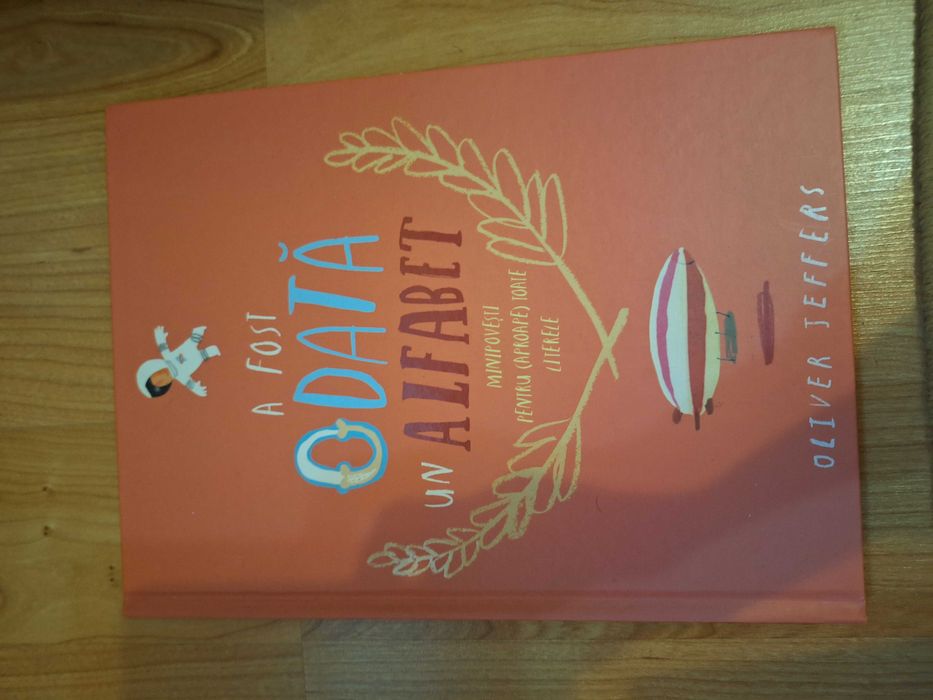 A FOST
ODATĂ
UN ALFABET
MINIPOVEȘTI
PENTRU (APROAPE) TOATE
LITERELE
OLIVER JEFFERS